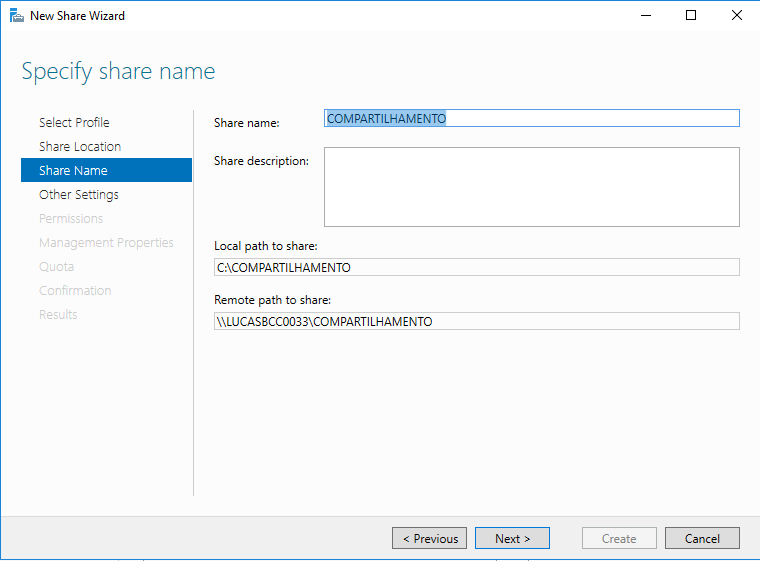 New Share Wizard
Specify share name
Select Profile
Share Location
Share Name
Other Settings
Permissions
Management Properties
Quota
Confirmation
Results
Share name:
COMPARTILHAMENTO
Share description:
Local path to share:
C:\COMPARTILHAMENTO
Remote path to share:
\\LUCASBCC0033\COMPARTILHAMENTO
< Previous
Next >
Create
Cancel